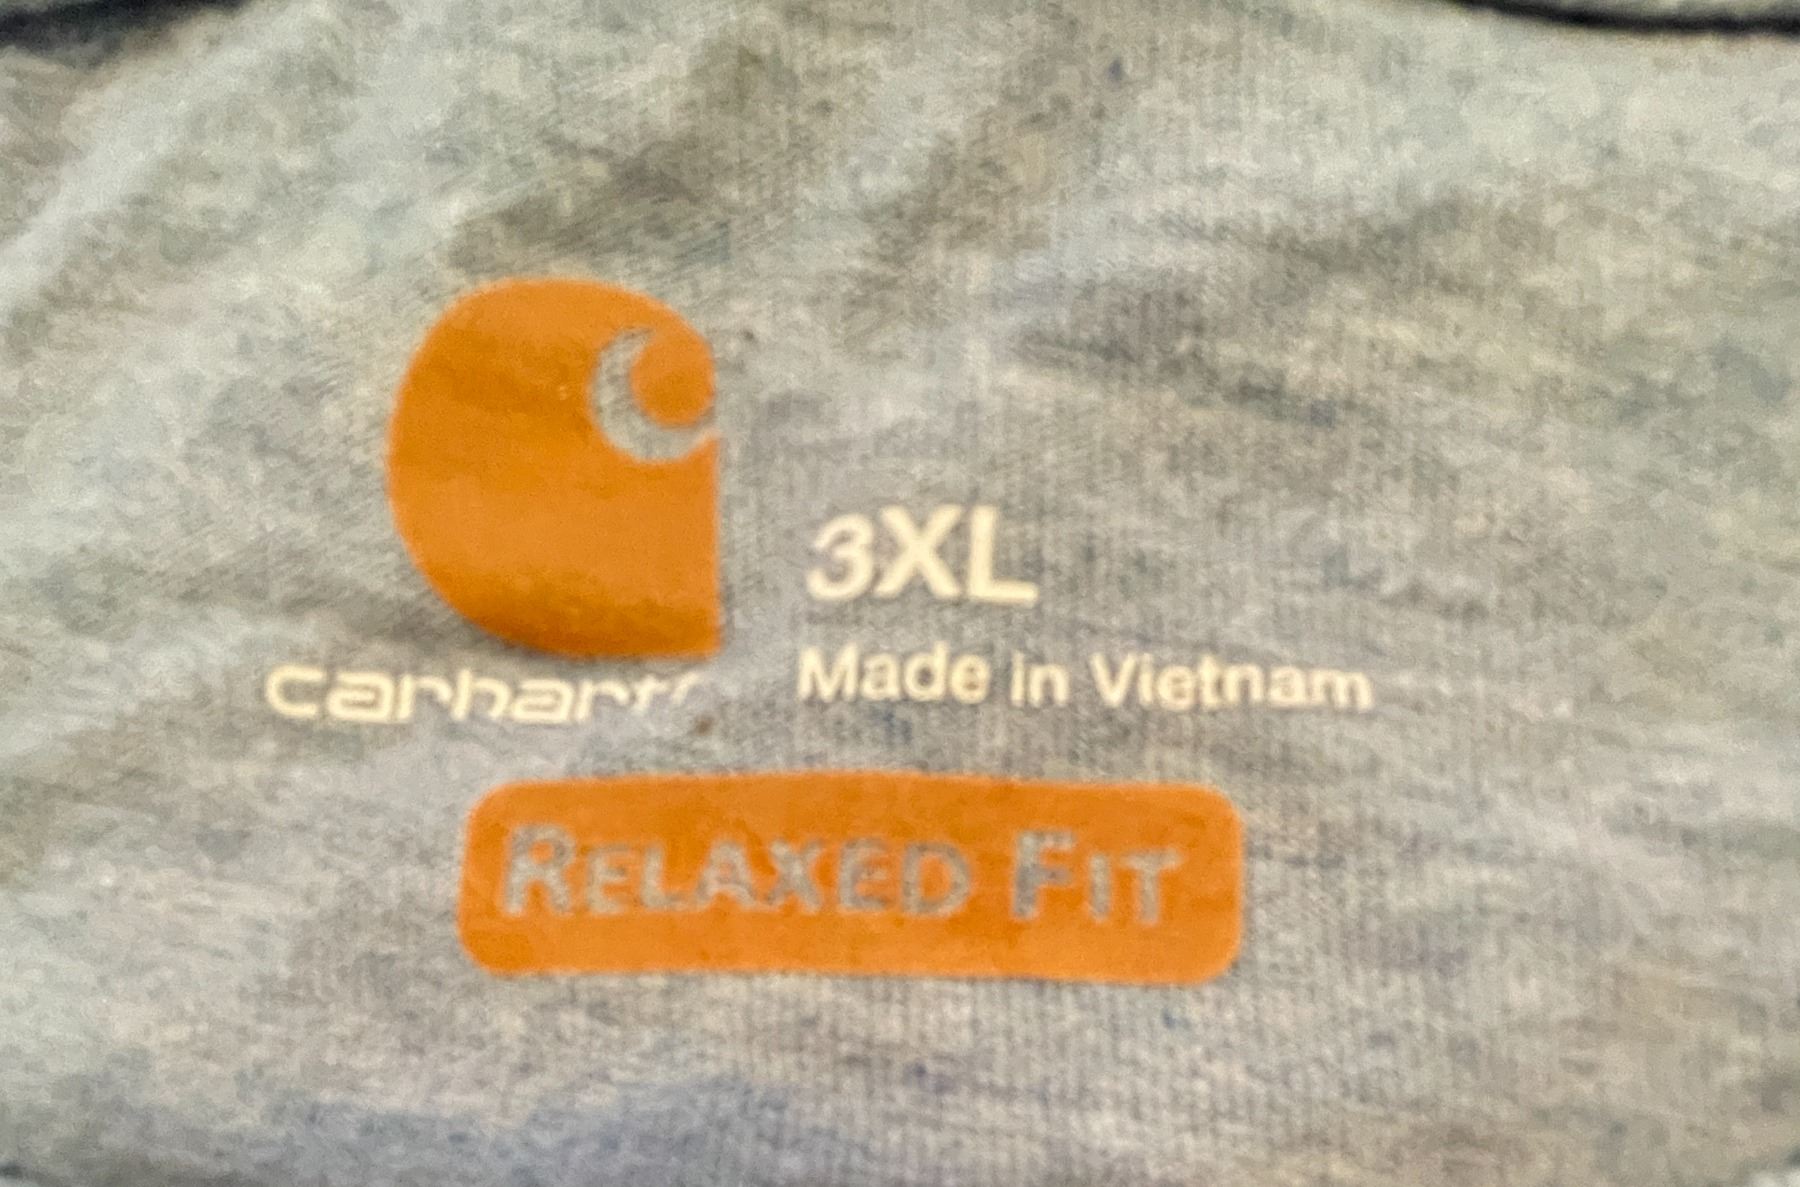 3XL
carhartt
Made in Vietnam
RELAXED FIT